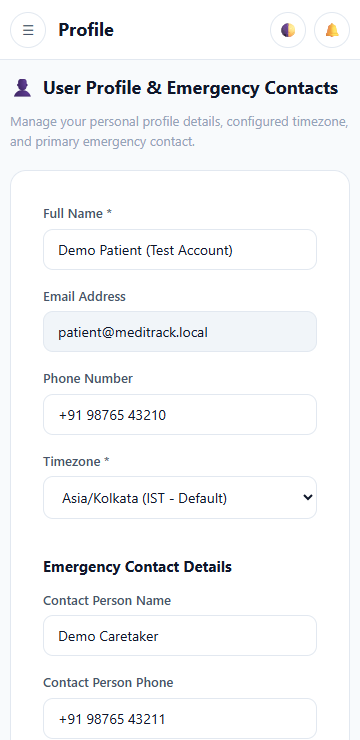 Profile
User Profile & Emergency Contacts
Manage your personal profile details, configured timezone,
and primary emergency contact.
Full Name *
Demo Patient (Test Account)
Email Address
patient@meditrack.local
Phone Number
+91 98765 43210
Timezone *
Asia/Kolkata (IST - Default)
Emergency Contact Details
Contact Person Name
Demo Caretaker
Contact Person Phone
+91 98765 43211